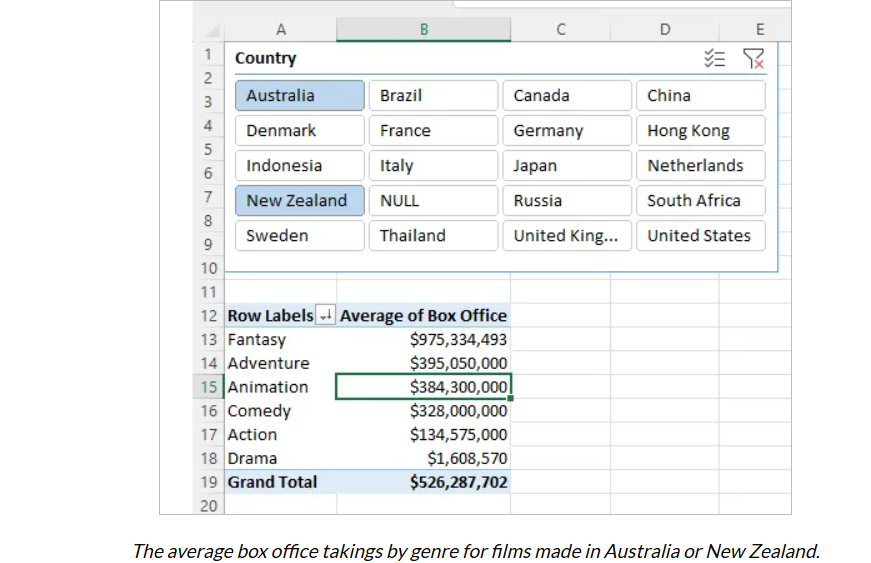 A B C D E
1 Country
2
3 Australia Brazil Canada China
4 Denmark France Germany Hong Kong
5
6 Indonesia Italy Japan Netherlands
7 New Zealand NULL Russia South Africa
8
9 Sweden Thailand United King... United States
10
11
12 Row Labels Average of Box Office
13 Fantasy $975,334,493
14 Adventure $395,050,000
15 Animation $384,300,000
16 Comedy $328,000,000
17 Action $134,575,000
18 Drama $1,608,570
19 Grand Total $526,287,702
20
The average box office takings by genre for films made in Australia or New Zealand.